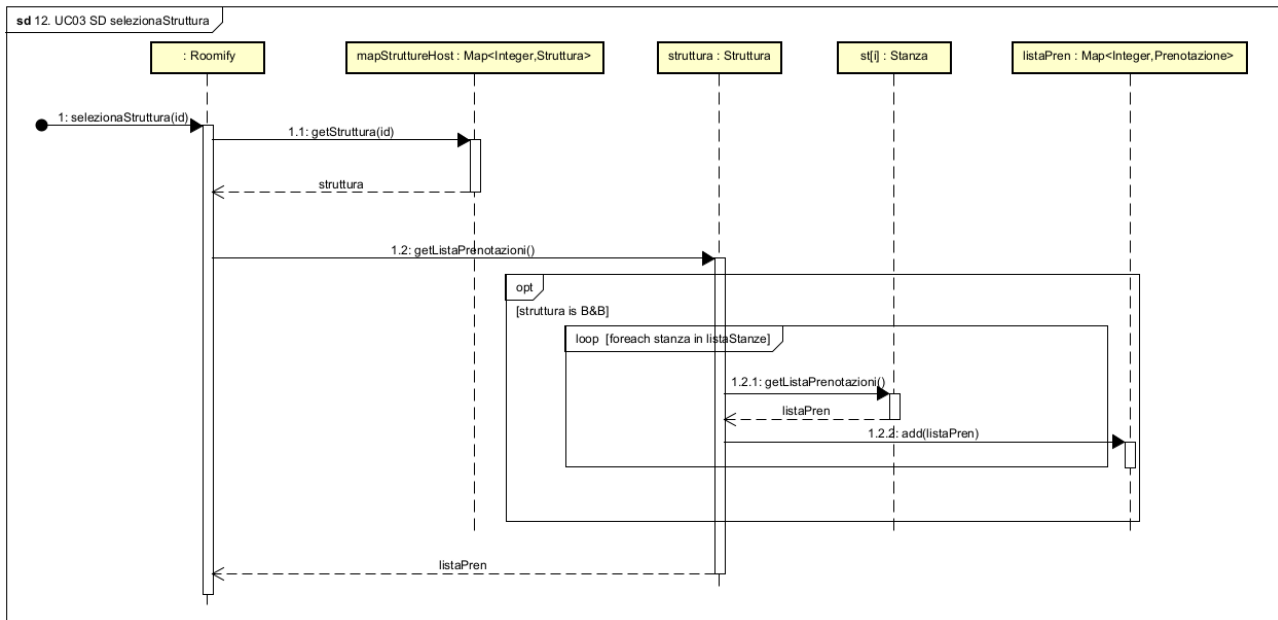 sd 12. UC03 SD selezionaStruttura
: Roomify
mapStruttureHost : Map<Integer,Struttura>
struttura : Struttura
st[i] : Stanza
listaPren : Map<Integer,Prenotazione>
1: selezionaStruttura(id)
1.1: getStruttura(id)
struttura
1.2: getListaPrenotazioni()
opt
[struttura is B&B]
loop [foreach stanza in listaStanze]
1.2.1: getListaPrenotazioni()
listaPren
1.2.2: add(listaPren)
listaPren